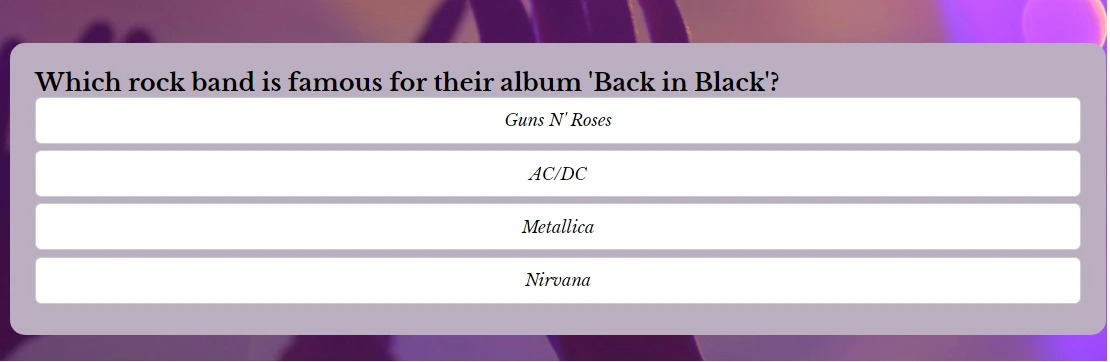 Which rock band is famous for their album 'Back in Black'?
Guns N' Roses
AC/DC
Metallica
Nirvana